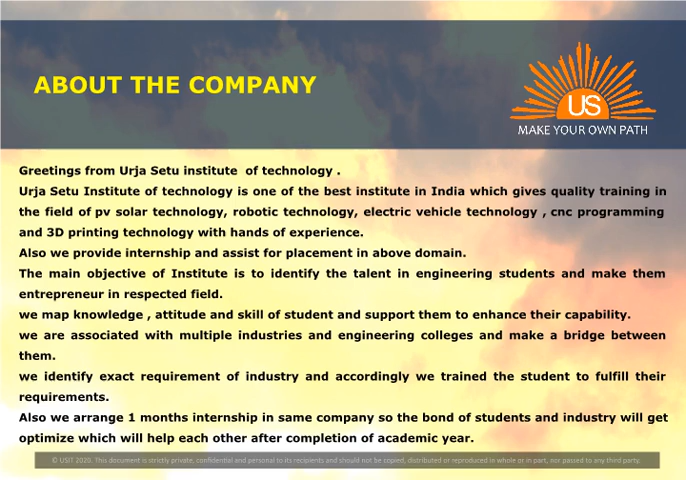 ABOUT THE COMPANY
US
MAKE YOUR OWN PATH
Greetings from Urja Setu institute  of technology .
Urja Setu Institute of technology is one of the best institute in India which gives quality training in
the field of pv solar technology, robotic technology, electric vehicle technology , cnc programming
and 3D printing technology with hands of experience.
Also we provide internship and assist for placement in above domain.
The main objective of Institute is to identify the talent in engineering students and make them
entrepreneur in respected field.
we map knowledge , attitude and skill of student and support them to enhance their capability.
we are associated with multiple industries and engineering colleges and make a bridge between
them.
we identify exact requirement of industry and accordingly we trained the student to fulfill their
requirements.
Also we arrange 1 months internship in same company so the bond of students and industry will get
optimize which will help each other after completion of academic year.
© USIT 2020. This document is strictly private, confidential and personal to its recipients and should not be copied, distributed or reproduced in whole or in part, nor passed to any third party.